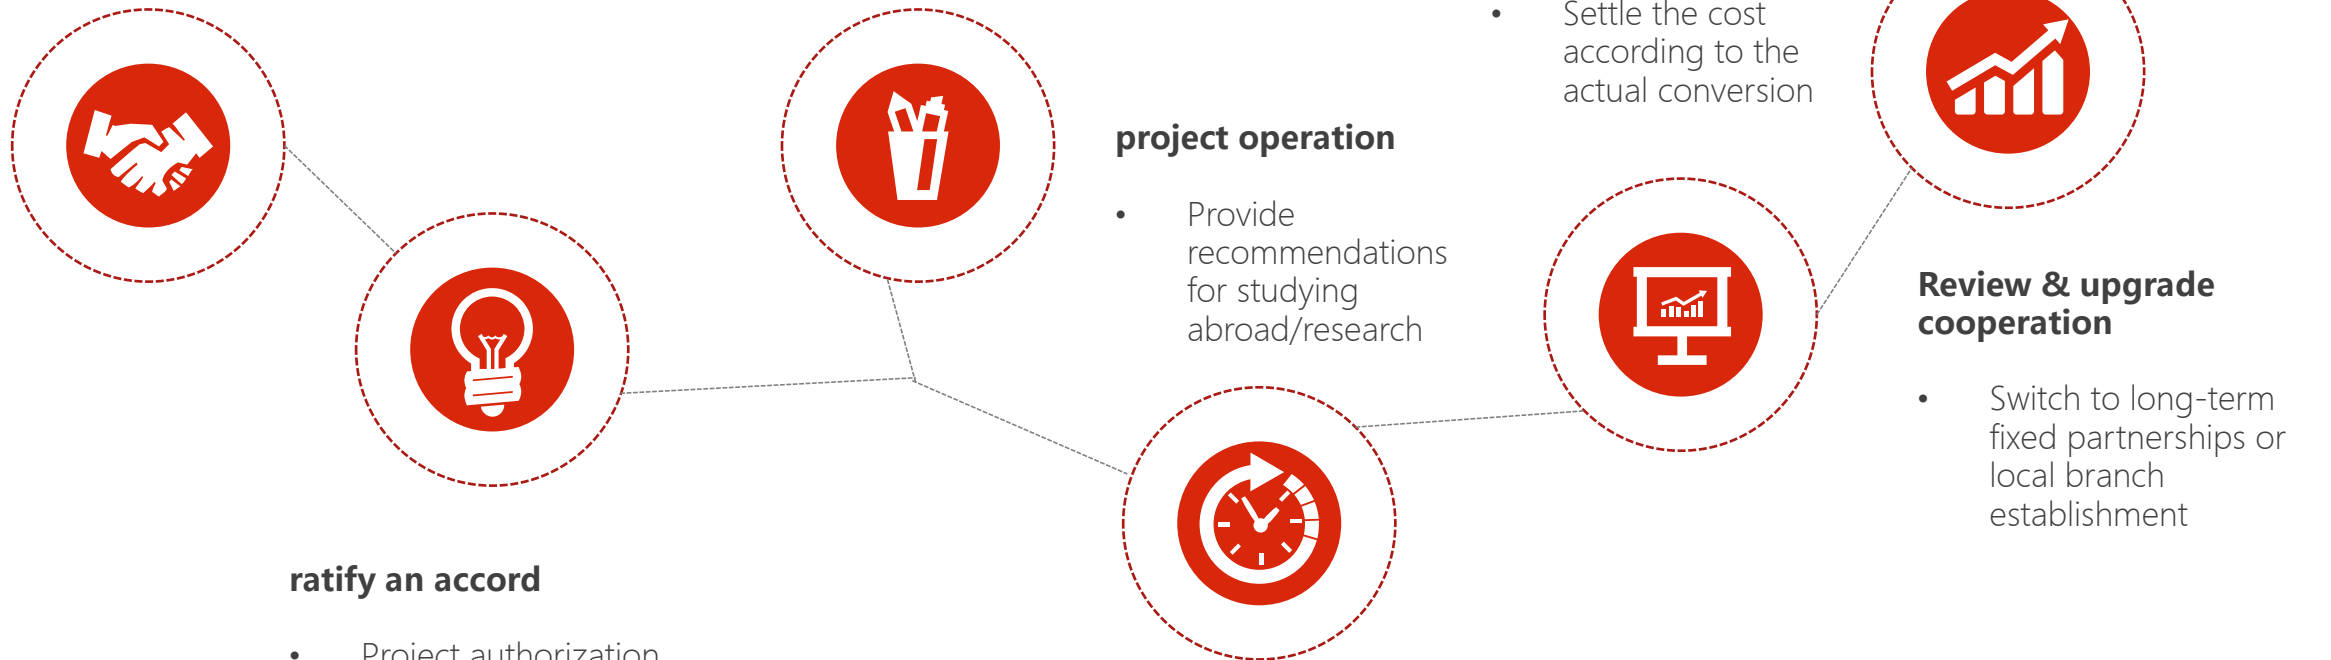 • Settle the cost
according to the
actual conversion
project operation
• Provide
recommendations
for studying
abroad/research
Review & upgrade
cooperation
• Switch to long-term
fixed partnerships or
local branch
establishment
ratify an accord
• Project authorization